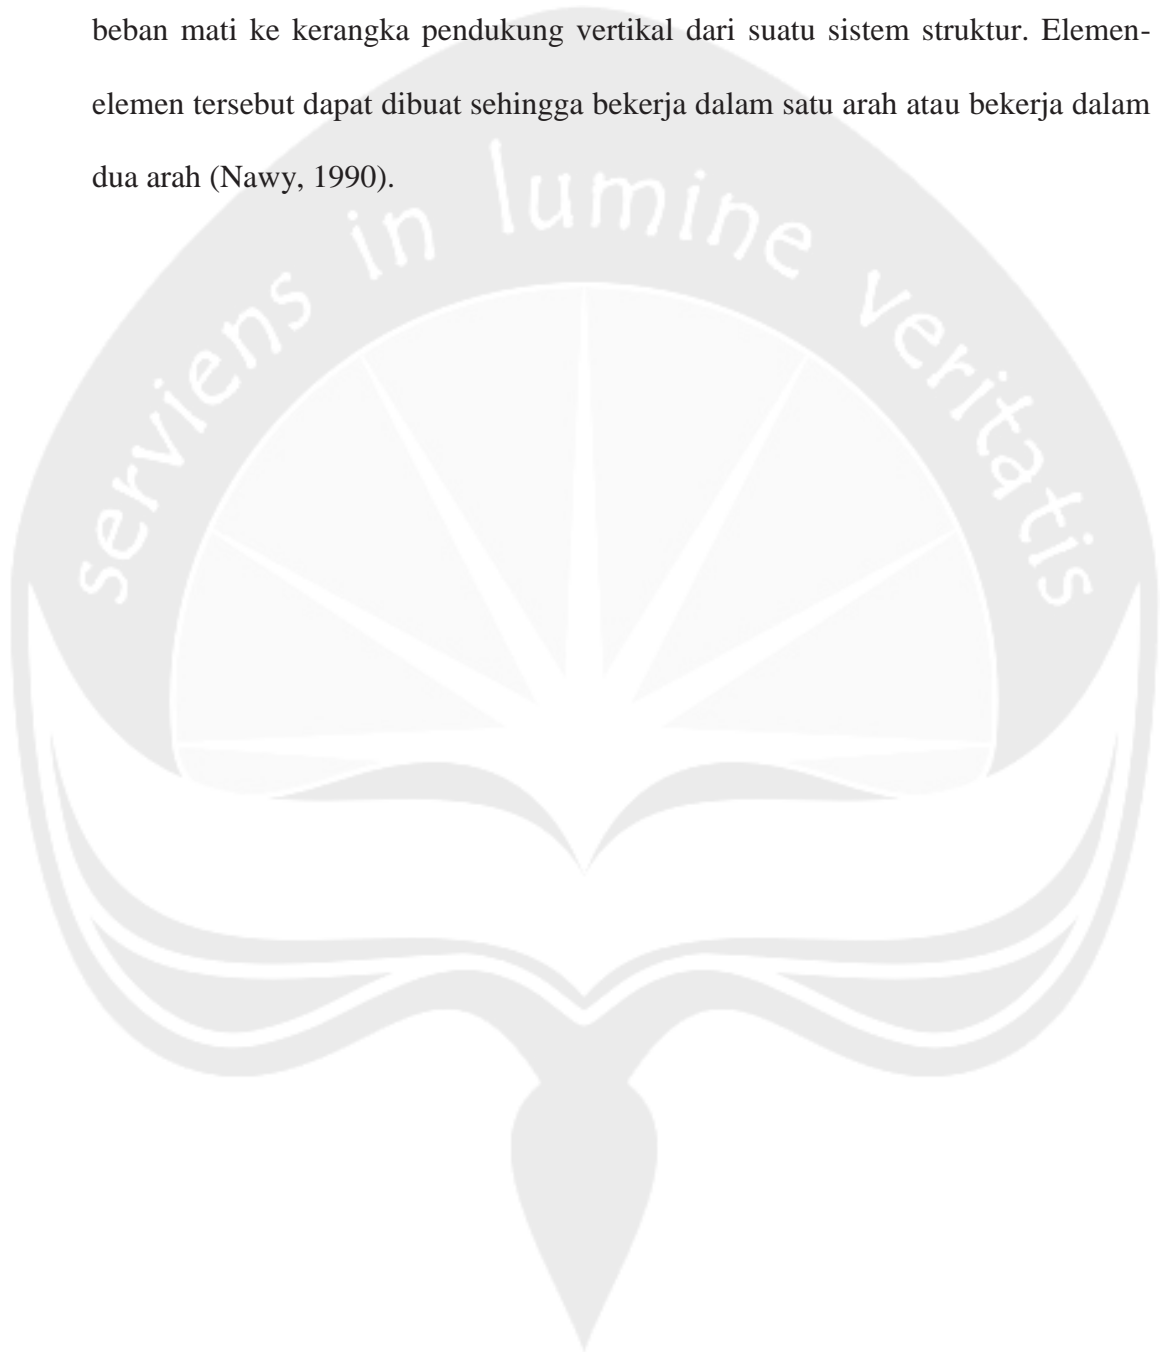 beban mati ke kerangka pendukung vertikal dari suatu sistem struktur. Elemen-
elemen tersebut dapat dibuat sehingga bekerja dalam satu arah atau bekerja dalam
dua arah (Nawy, 1990).
serviens in lumine veritatis